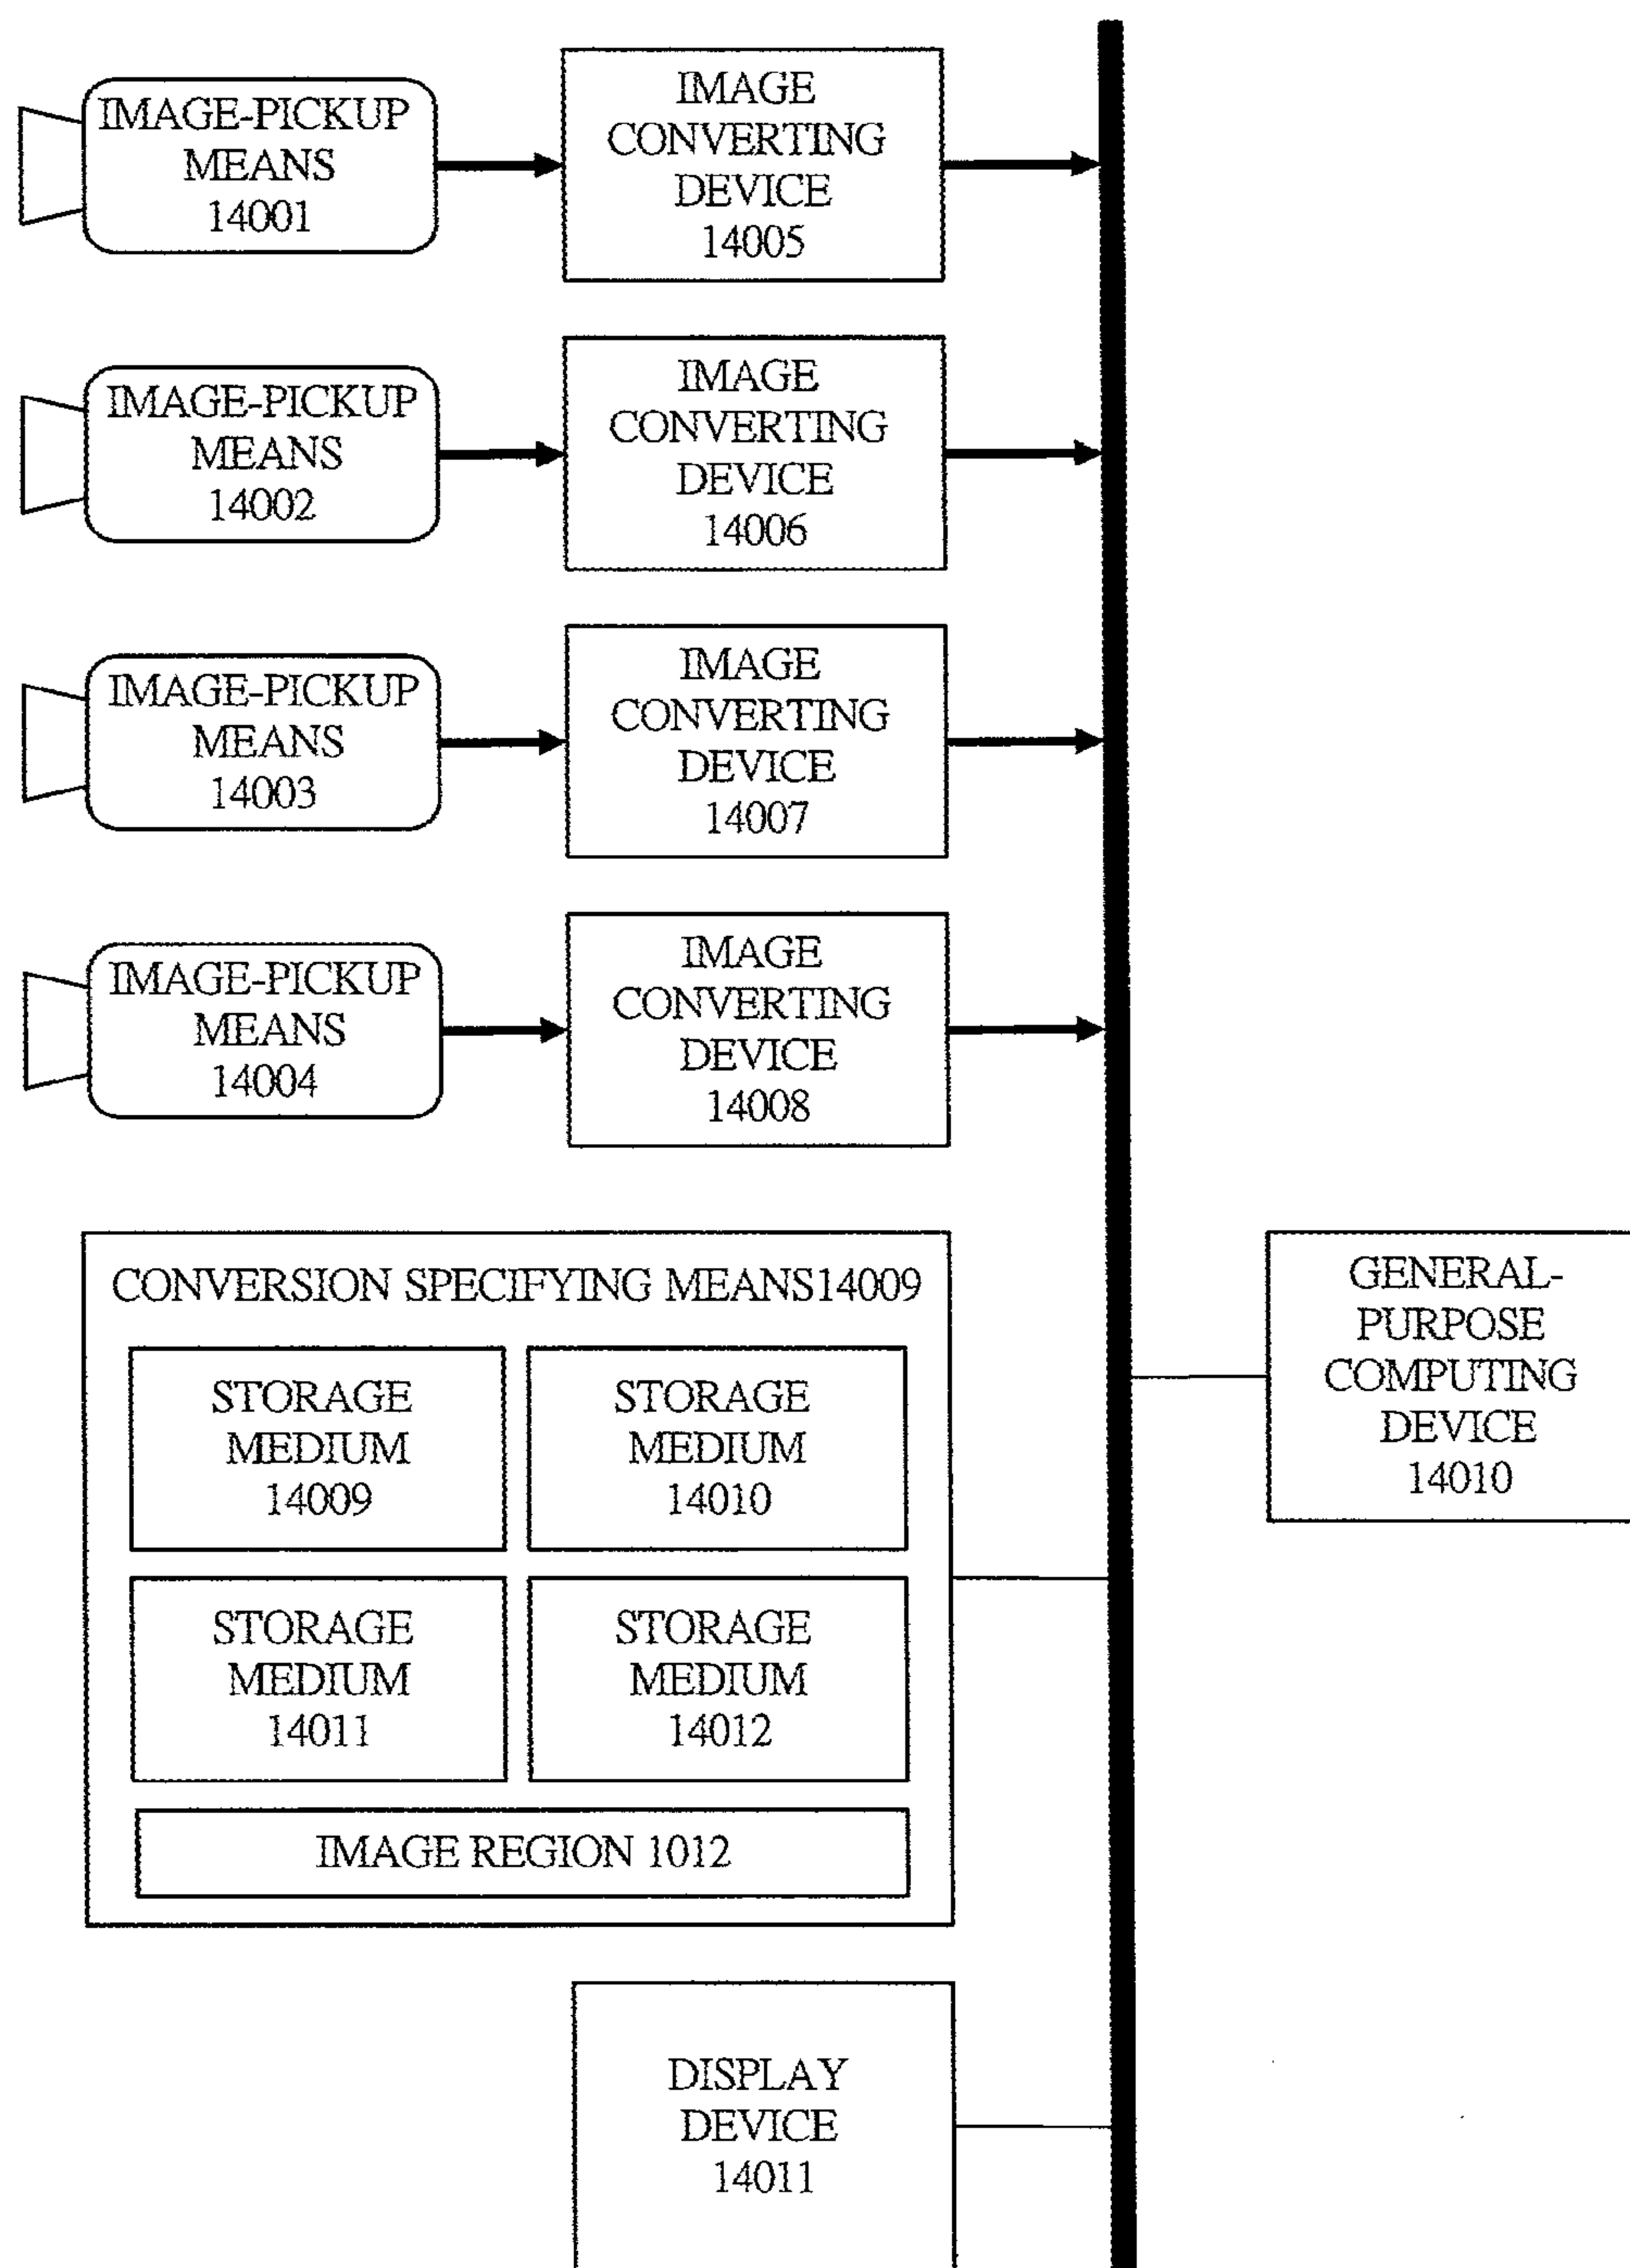 IMAGE-PICKUP
MEANS
14001
IMAGE
CONVERTING
DEVICE
14005
IMAGE-PICKUP
MEANS
14002
IMAGE
CONVERTING
DEVICE
14006
IMAGE-PICKUP
MEANS
14003
IMAGE
CONVERTING
DEVICE
14007
IMAGE-PICKUP
MEANS
14004
IMAGE
CONVERTING
DEVICE
14008
CONVERSION SPECIFYING MEANS14009
STORAGE
MEDIUM
14009
STORAGE
MEDIUM
14010
STORAGE
MEDIUM
14011
STORAGE
MEDIUM
14012
IMAGE REGION 1012
GENERAL-
PURPOSE
COMPUTING
DEVICE
14010
DISPLAY
DEVICE
14011